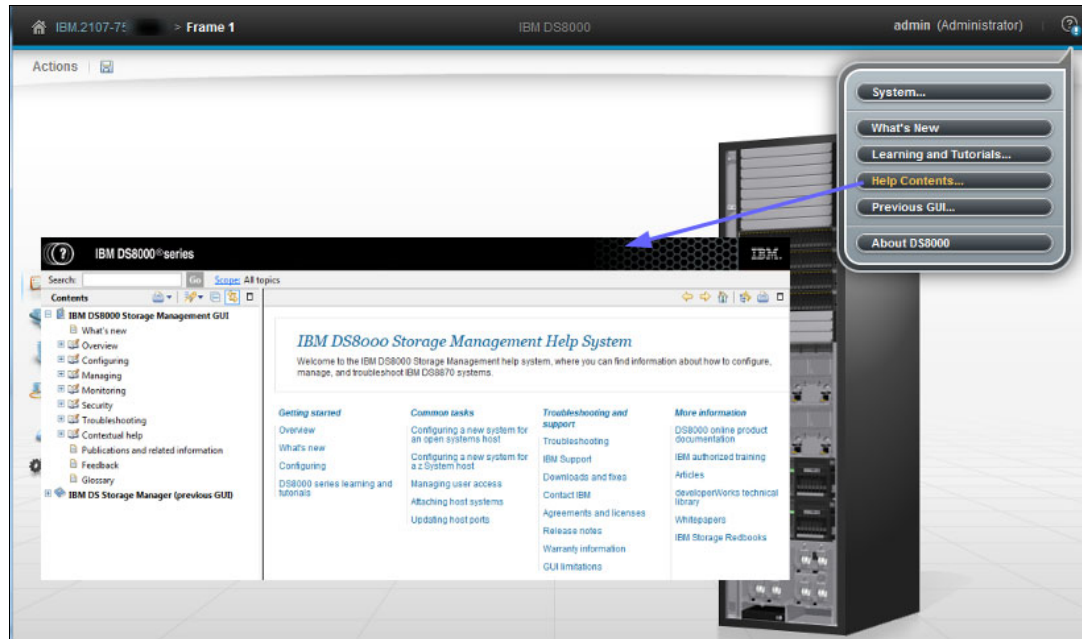 IBM.2107-75 > Frame 1
IBM DS8000
admin (Administrator)
Actions
System...
What's New
Learning and Tutorials...
Help Contents...
Previous GUI...
About DS8000
IBM DS8000®series
IBM.
Search:
Go
Scope: All topics
Contents
IBM DS8000 Storage Management GUI
What's new
Overview
Configuring
Managing
Monitoring
Security
Troubleshooting
Contextual help
Publications and related information
Feedback
Glossary
IBM DS Storage Manager (previous GUI)
IBM DS8000 Storage Management Help System
Welcome to the IBM DS8000 Storage Management help system, where you can find information about how to configure,
manage, and troubleshoot IBM DS8870 systems.
Getting started
Overview
What's new
Configuring
DS8000 series learning and
tutorials
Common tasks
Configuring a new system for
an open systems host
Configuring a new system for
a z System host
Managing user access
Attaching host systems
Updating host ports
Troubleshooting and
support
Troubleshooting
IBM Support
Downloads and fixes
Contact IBM
Agreements and licenses
Release notes
Warranty information
GUI limitations
More information
DS8000 online product
documentation
IBM authorized training
Articles
developerWorks technical
library
Whitepapers
IBM Storage Redbooks